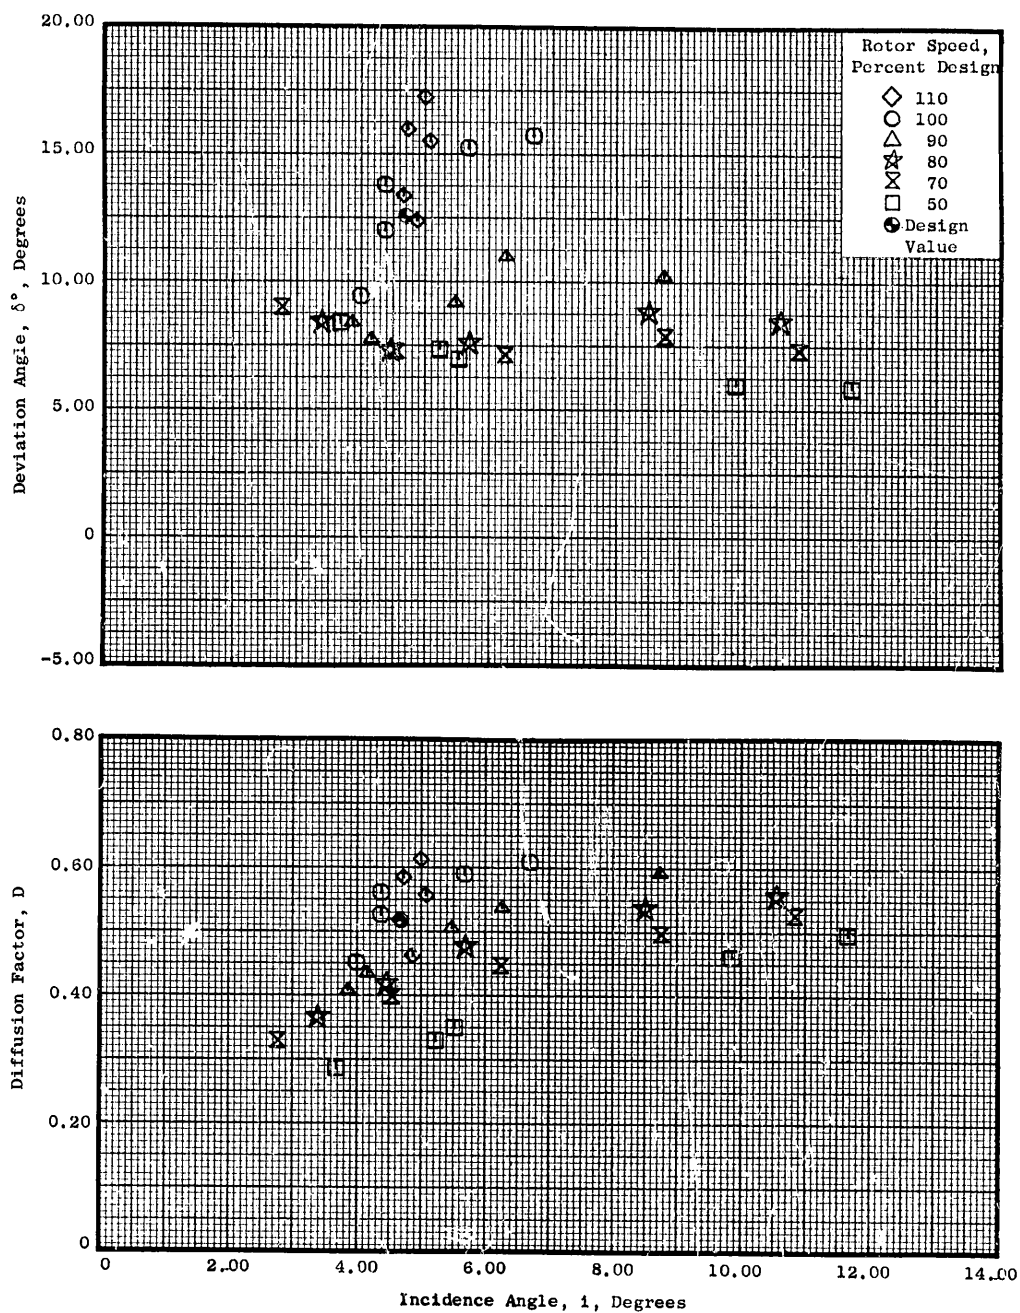 20.00
15.00
10.00
5.00
0
-5.00
Deviation Angle, δ°, Degrees
Rotor Speed,
Percent Design
110
100
90
80
70
50
Design
Value
0.80
0.60
0.40
0.20
0
Diffusion Factor, D
0 2.00 4.00 6.00 8.00 10.00 12.00 14.00
Incidence Angle, i, Degrees